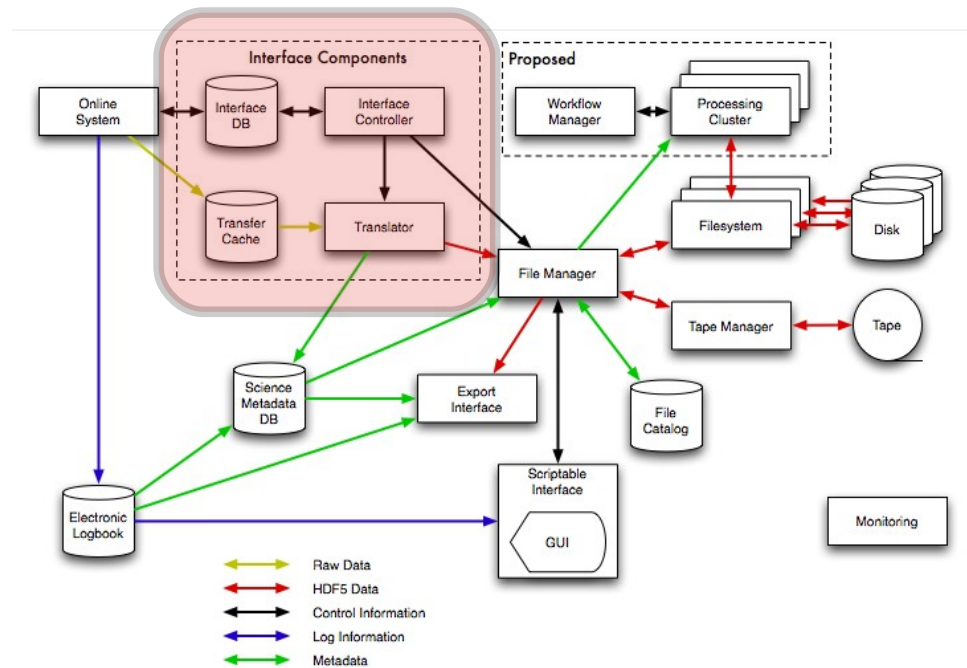 Interface Components
Proposed
Online
System
Interface
DB
Interface
Controller
Workflow
Manager
Processing
Cluster
Transfer
Cache
Translator
Filesystem
Disk
File Manager
Tape Manager
Tape
Science
Metadata
DB
Export
Interface
File
Catalog
Electronic
Logbook
Scriptable
Interface
GUI
Monitoring
Raw Data
HDF5 Data
Control Information
Log Information
Metadata